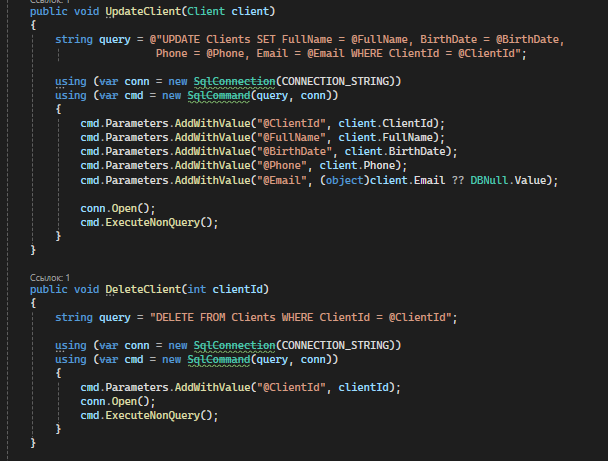 Ссылок: 1
public void UpdateClient(Client client)
{
string query = @"UPDATE Clients SET FullName = @FullName, BirthDate = @BirthDate,
Phone = @Phone, Email = @Email WHERE ClientId = @ClientId";
using (var conn = new SqlConnection(CONNECTION_STRING))
using (var cmd = new SqlCommand(query, conn))
{
cmd.Parameters.AddWithValue("@ClientId", client.ClientId);
cmd.Parameters.AddWithValue("@FullName", client.FullName);
cmd.Parameters.AddWithValue("@BirthDate", client.BirthDate);
cmd.Parameters.AddWithValue("@Phone", client.Phone);
cmd.Parameters.AddWithValue("@Email", (object)client.Email ?? DBNull.Value);
conn.Open();
cmd.ExecuteNonQuery();
}
}
Ссылок: 1
public void DeleteClient(int clientId)
{
string query = "DELETE FROM Clients WHERE ClientId = @ClientId";
using (var conn = new SqlConnection(CONNECTION_STRING))
using (var cmd = new SqlCommand(query, conn))
{
cmd.Parameters.AddWithValue("@ClientId", clientId);
conn.Open();
cmd.ExecuteNonQuery();
}
}